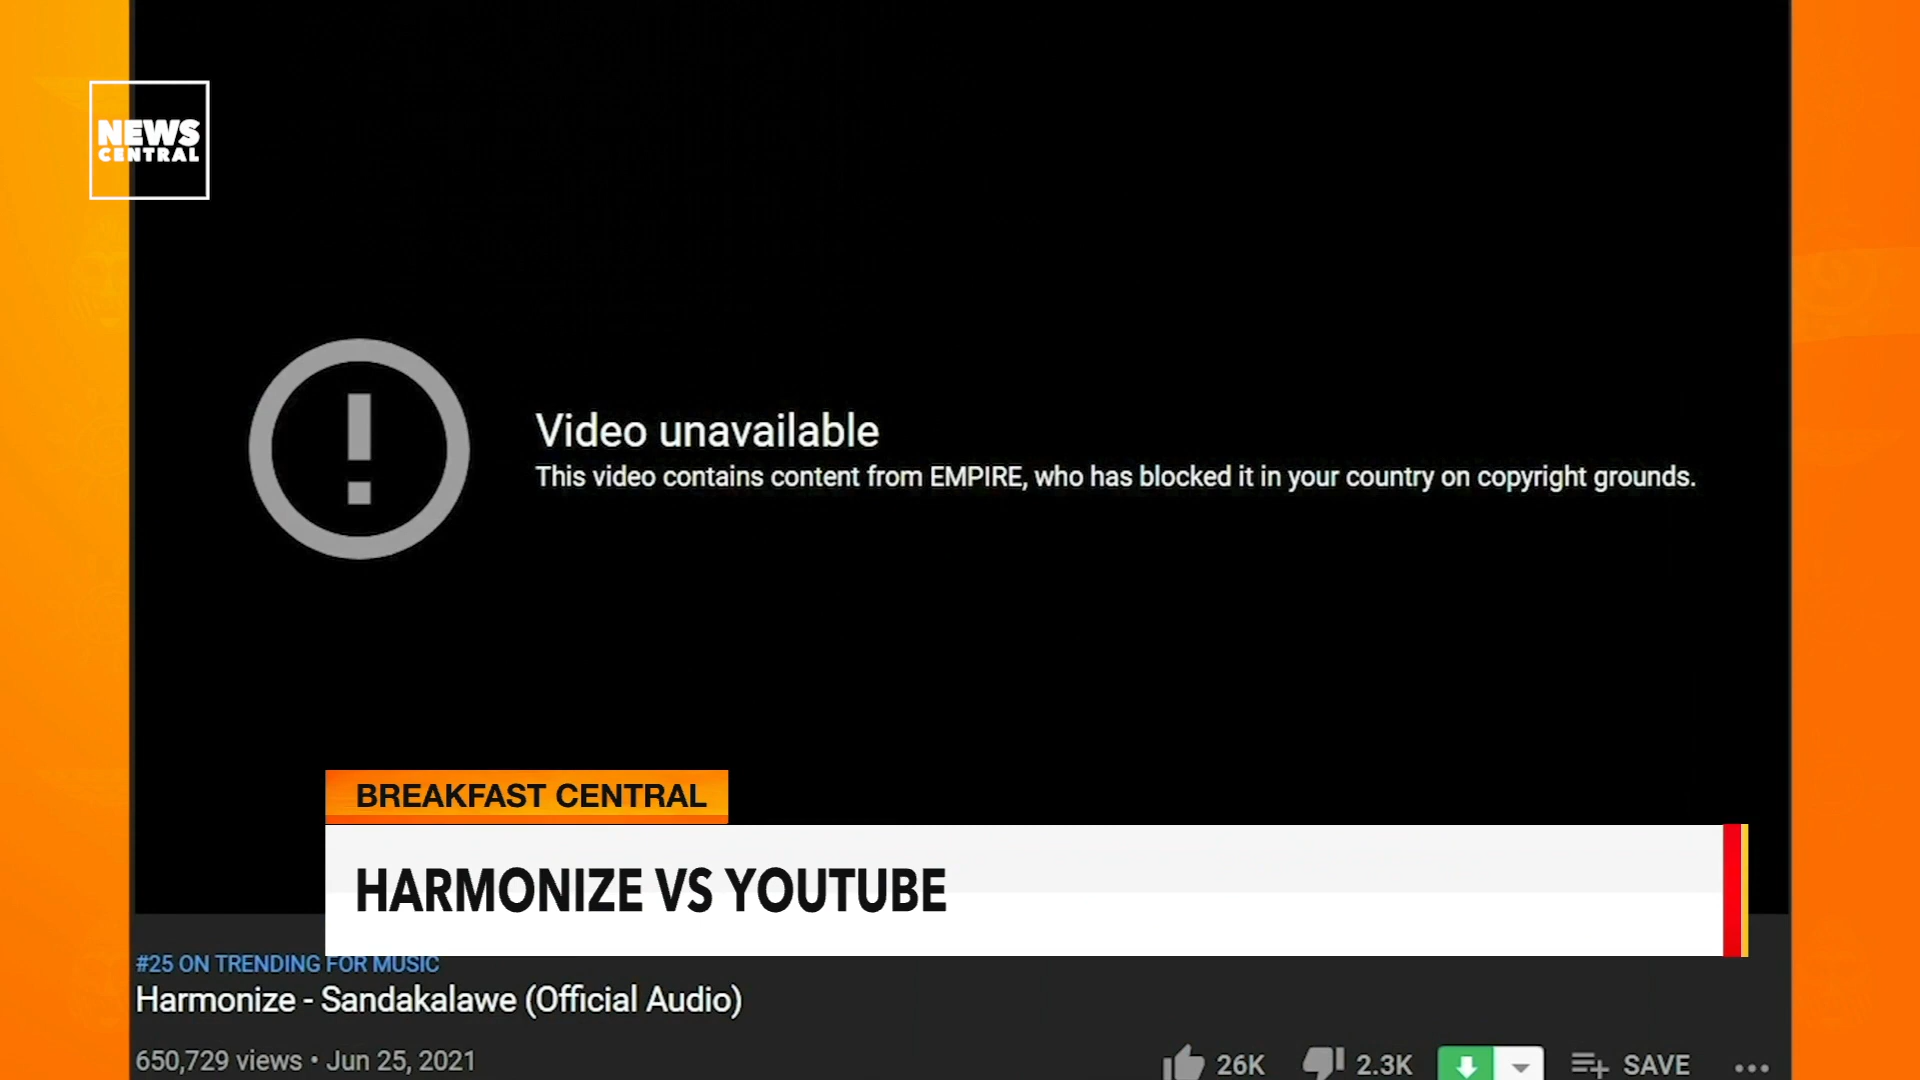 NEWS
CENTRAL
Video unavailable
This video contains content from EMPIRE, who has blocked it in your country on copyright grounds.
BREAKFAST CENTRAL
HARMONIZE VS YOUTUBE
#25 ON TRENDING FOR MUSIC
Harmonize - Sandakalawe (Official Audio)
650,729 views • Jun 25, 2021
26K 2.3K SAVE